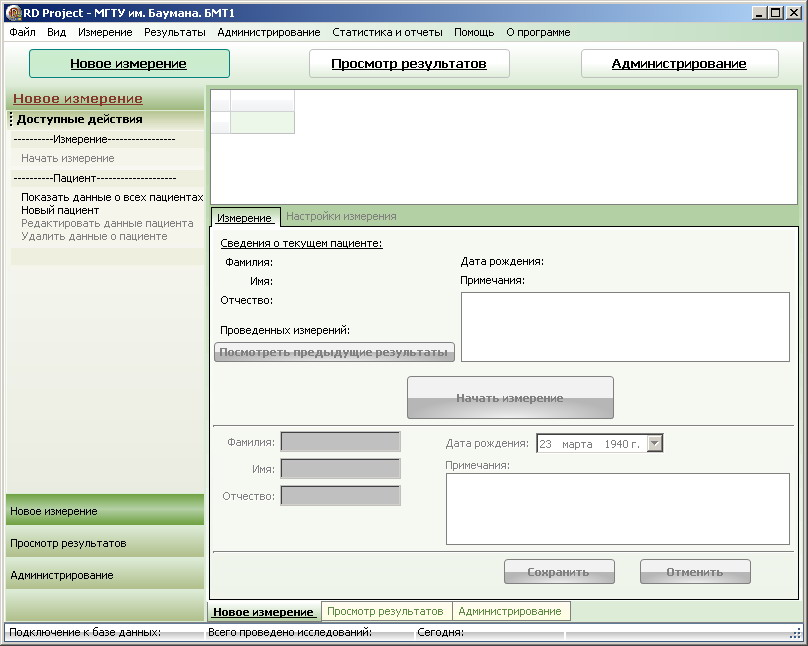 RD Project - МГТУ им. Баумана. БМТ1
Файл Вид Измерение Результаты Администрирование Статистика и отчеты Помощь О программе
Новое измерение Просмотр результатов Администрирование
Новое измерение
Доступные действия
----------Измерение-----------------
Начать измерение
----------Пациент--------------------
Показать данные о всех пациентах
Новый пациент
Редактировать данные пациента
Удалить данные о пациенте
Новое измерение
Просмотр результатов
Администрирование
Измерение Настройки измерения
Сведения о текущем пациенте:
Фамилия: Дата рождения:
Имя: Примечания:
Отчество:
Проведенных измерений:
Посмотреть предыдущие результаты
Начать измерение
Фамилия: Дата рождения: 23 марта 1940 г.
Имя: Примечания:
Отчество:
Сохранить Отменить
Новое измерение Просмотр результатов Администрирование
Подключение к базе данных: Всего проведено исследований: Сегодня: